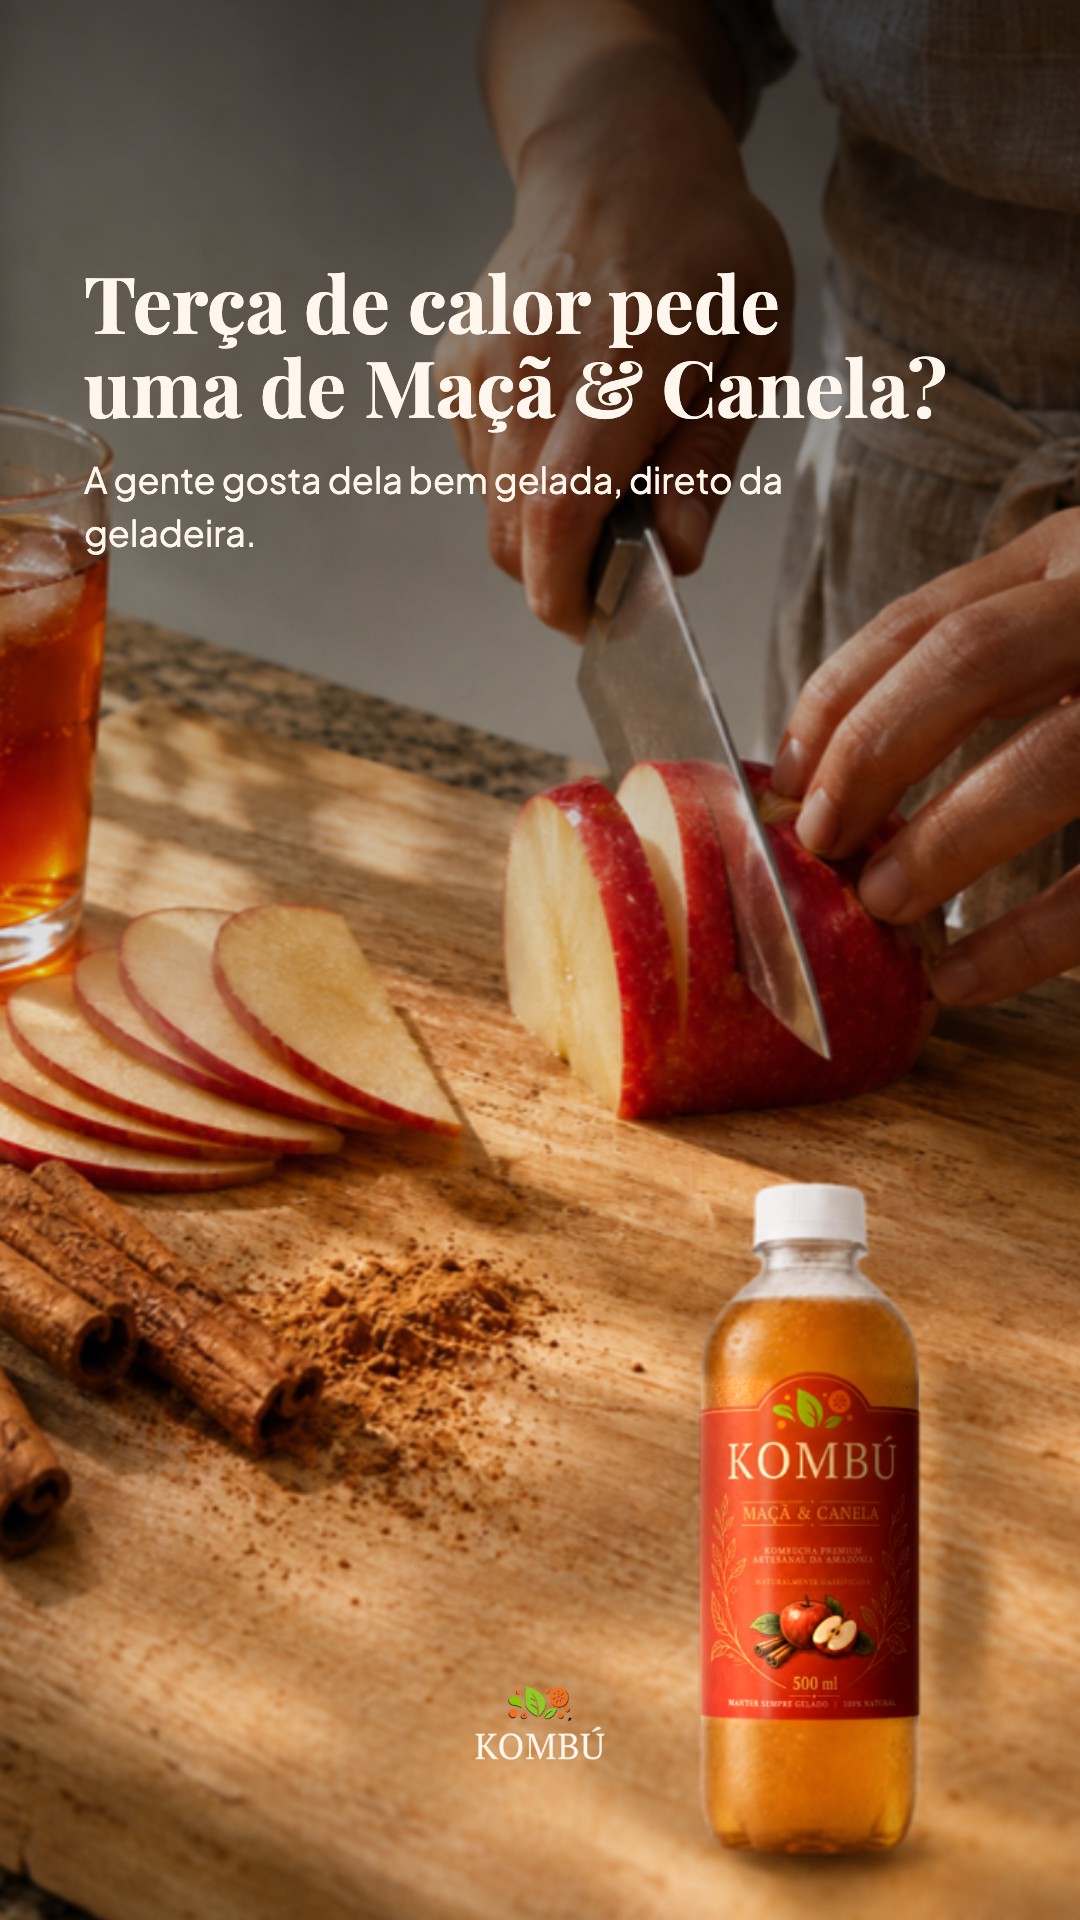 Terça de calor pede
uma de Maçã & Canela?
A gente gosta dela bem gelada, direto da
geladeira.
KOMBÚ
MAÇÃ & CANELA
KOMBUCHA PREMIUM
ARTESANAL DA AMAZÔNIA
NATURALMENTE GASEIFICADA
500 ml
MANTER SEMPRE GELADO | 100% NATURAL
KOMBÚ